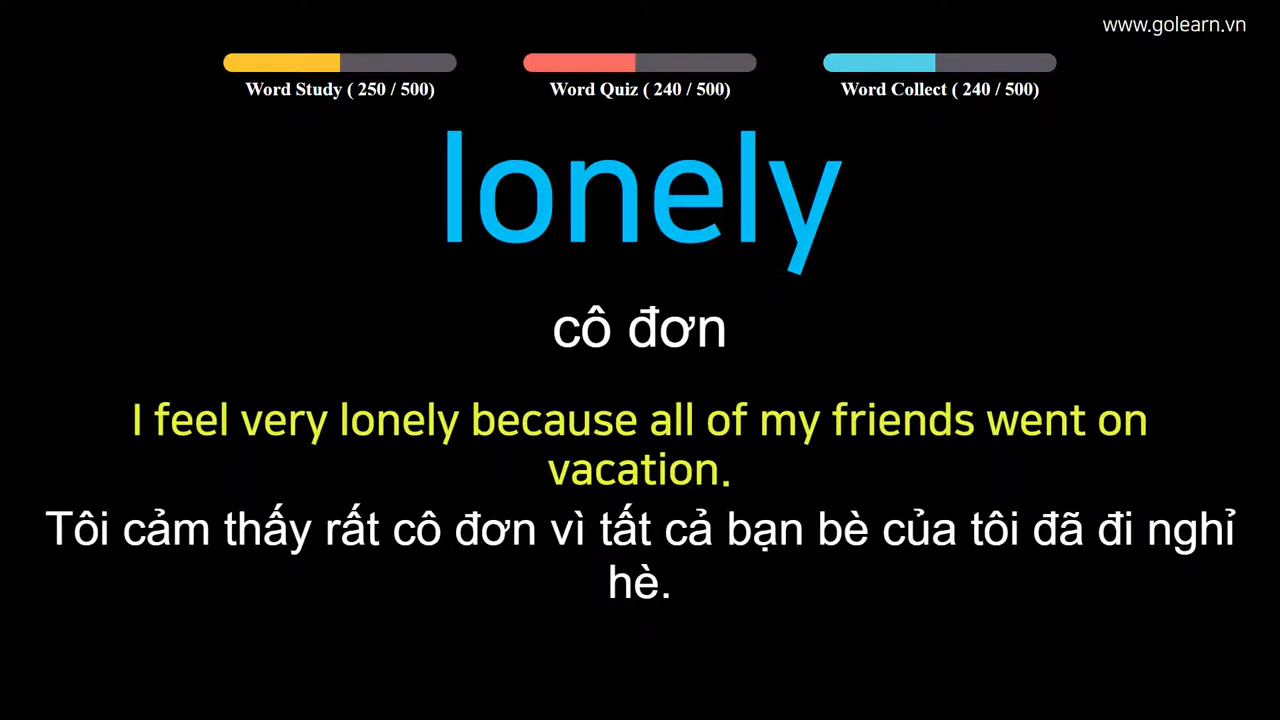 www.golearn.vn
Word Study ( 250 / 500)
Word Quiz ( 240 / 500)
Word Collect ( 240 / 500)
lonely
cô đơn
I feel very lonely because all of my friends went on
vacation.
Tôi cảm thấy rất cô đơn vì tất cả bạn bè của tôi đã đi nghỉ
hè.